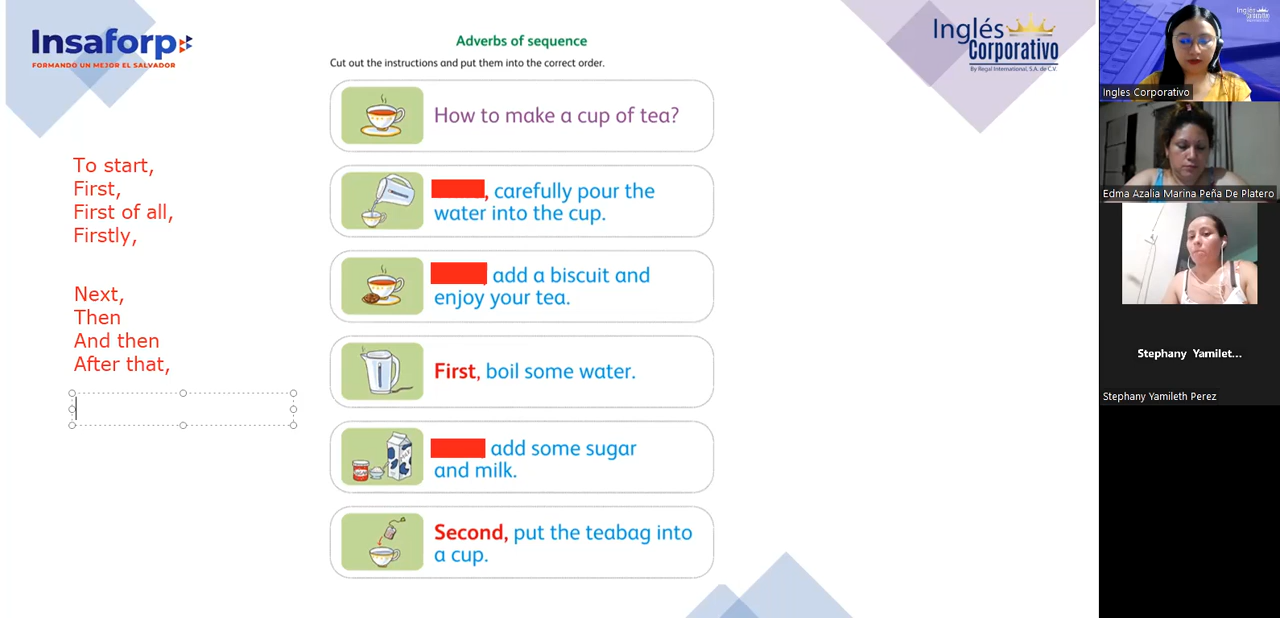 Insaforp
FORMANDO UN MEJOR EL SALVADOR
Adverbs of sequence
Cut out the instructions and put them into the correct order.
Inglés
Corporativo
By Regal International, S.A. de C.V.
How to make a cup of tea?
To start,
First,
First of all,
Firstly,
Next,
Then
And then
After that,
, carefully pour the
water into the cup.
add a biscuit and
enjoy your tea.
First, boil some water.
add some sugar
and milk.
Second, put the teabag into
a cup.
Ingles Corporativo
Edma Azalia Marina Peña De Platero
Stephany Yamilet...
Stephany Yamileth Perez